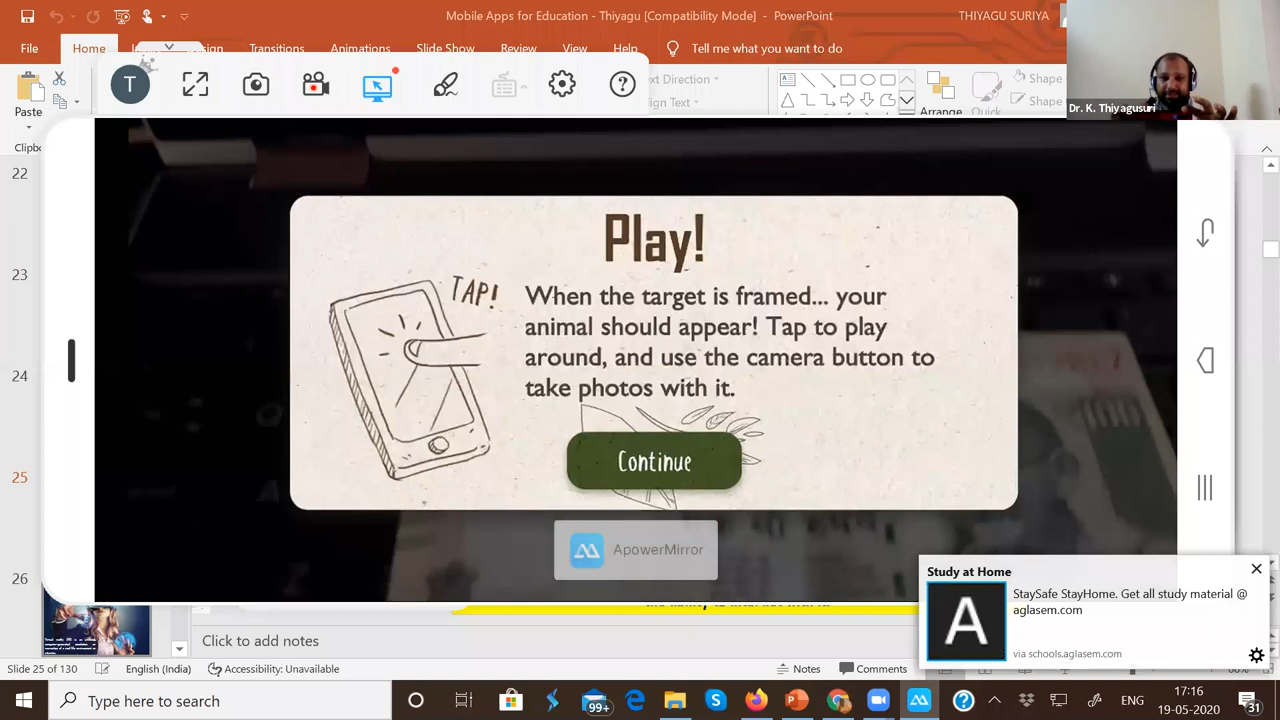 Mobile Apps for Education - Thiyagu [Compatibility Mode] - PowerPoint
THIYAGU SURIYA
File
Home
Transitions
Animations
Slide Show
Review
View
Help
Tell me what you want to do
T
Paste
Text Direction
Arrange
Shape
Shape
Dr. K. Thiyagusuri
22
23
24
25
26
Play!
TAP!
When the target is framed... your
animal should appear! Tap to play
around, and use the camera button to
take photos with it.
Continue
ApowerMirror
Study at Home
A
StaySafe StayHome. Get all study material @
aglasem.com
via schools.aglasem.com
Click to add notes
Slide 25 of 130
English (India)
Accessibility: Unavailable
Notes
Comments
Type here to search
99+
ENG
17:16
19-05-2020
31